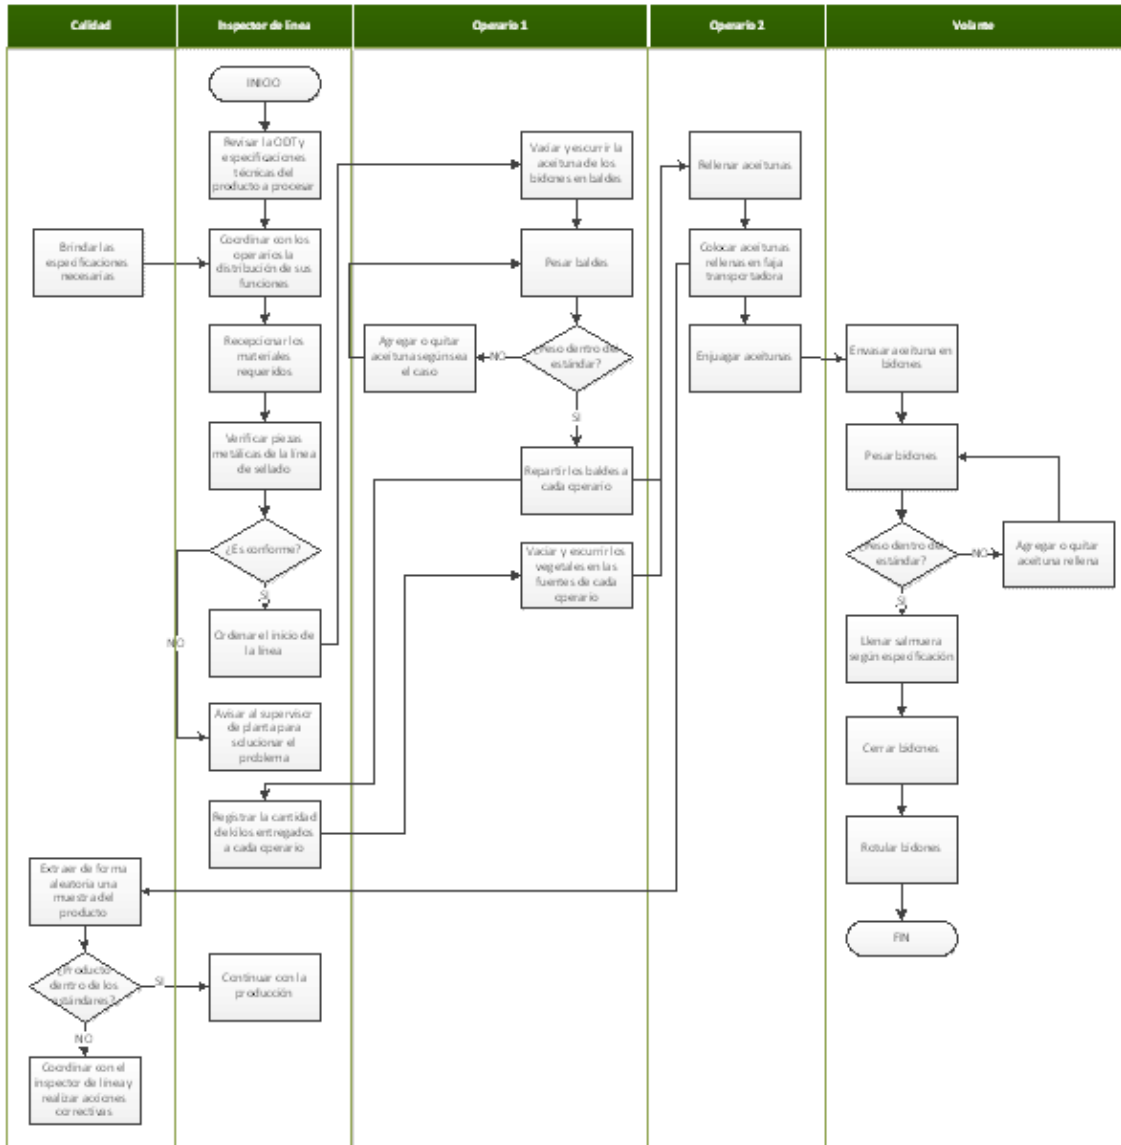 Calidad
Inspector de línea
Operario 1
Operario 2
Volante
INICIO
Revisar la ODT y
especificaciones
técnicas del
producto a procesar
Brindar las
especificaciones
necesarias
Coordinar con los
operarios la
distribución de sus
funciones
Recepcionar los
materiales
requeridos
Verificar piezas
metálicas de la línea
de sellado
¿Es conforme?
SI
NO
Ordenar el inicio de
la línea
Avisar al supervisor
de planta para
solucionar el
problema
Registrar la cantidad
de kilos entregados
a cada operario
Vaciar y escurrir la
aceituna de los
bidones en baldes
Pesar baldes
¿Peso dentro del
estándar?
NO
Agregar o quitar
aceituna según sea
el caso
SI
Repartir los baldes a
cada operario
Vaciar y escurrir los
vegetales en las
fuentes de cada
operario
Rellenar aceitunas
Colocar aceitunas
rellenas en faja
transportadora
Enjuagar aceitunas
Envasar aceituna en
bidones
Pesar bidones
¿Peso dentro del
estándar?
NO
Agregar o quitar
aceituna rellena
SI
Llenar salmuera
según especificación
Cerrar bidones
Rotular bidones
FIN
Extraer de forma
aleatoria una
muestra del
producto
¿Producto
dentro de los
estándares?
SI
Continuar con la
producción
NO
Coordinar con el
inspector de línea y
realizar acciones
correctivas